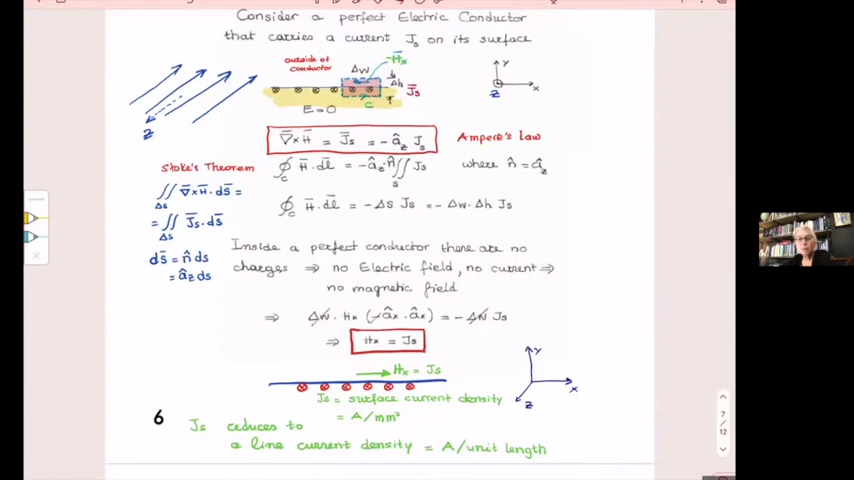 Consider a perfect Electric Conductor
that carries a current Js on its surface
outside of
conductor
Δw
-H̄x
Δh
J̄s
C
E=0
Z
Y
X
Z
∇̄×H̄ = J̄s = -âz Js
Ampere's Law
Stoke's Theorem
∮c H̄·dl̄ = -âz·n̂ ∬s Js
where n̂=âz
∬Δs ∇̄×H̄·ds̄ =
= ∬Δs J̄s·ds̄
∮c H̄·dl̄ = -Δs Js = -Δw·Δh Js
ds̄ = n̂ds
= âz ds
Inside a perfect conductor there are no
charges ⇒ no Electric field, no current ⇒
no magnetic field
⇒ Δw · Hx (-âx·âx) = -Δw Js
⇒ Hx = Js
Hx = Js
Y
X
Z
Js = surface current density
= A/mm²
6
Js reduces to
a line current density = A/unit length
7
/
12